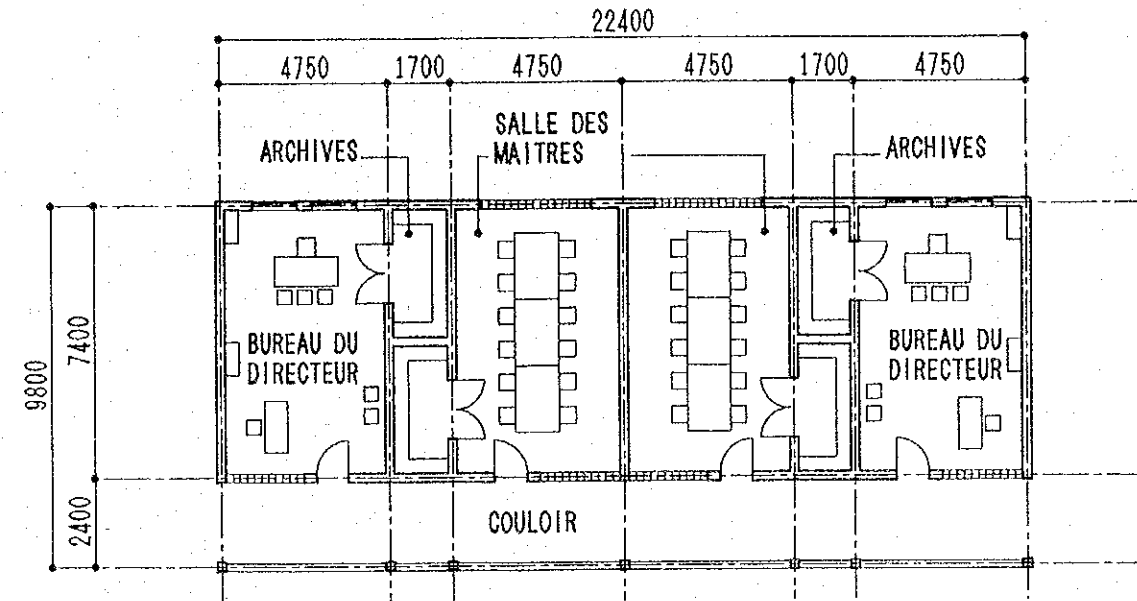 22400
4750 1700 4750 4750 1700 4750
ARCHIVES
SALLE DES
MAITRES
ARCHIVES
9800
7400
2400
BUREAU DU
DIRECTEUR
BUREAU DU
DIRECTEUR
COULOIR